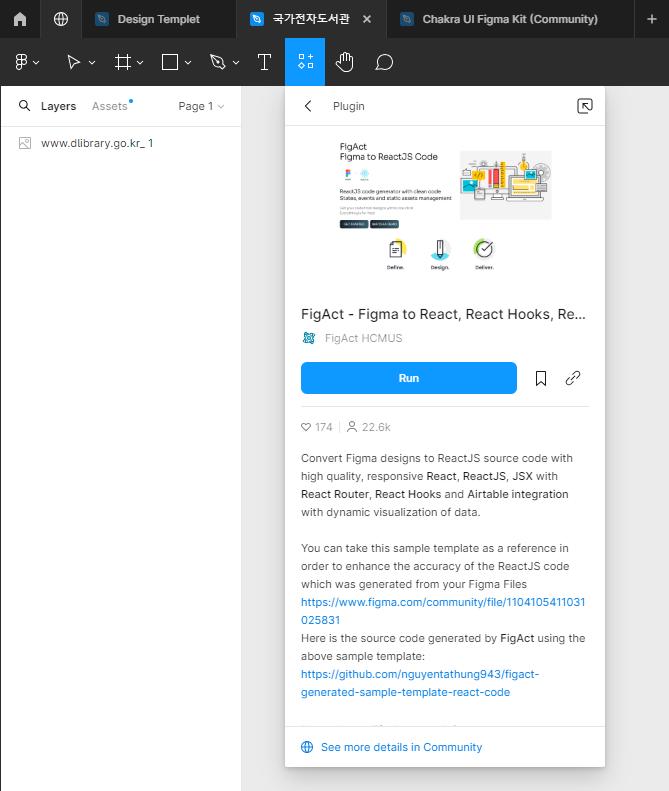 Design Templet
국가전자도서관
Chakra UI Figma Kit (Community)
Layers
Assets
Page 1
www.dlibrary.go.kr_ 1
Plugin
FigAct
Figma to ReactJS Code
ReactJS code generator with clean code
States, events and static assets management
Define.
Design.
Deliver.
FigAct - Figma to React, React Hooks, Re...
FigAct HCMUS
Run
174
22.6k
Convert Figma designs to ReactJS source code with
high quality, responsive React, ReactJS, JSX with
React Router, React Hooks and Airtable integration
with dynamic visualization of data.
You can take this sample template as a reference in
order to enhance the accuracy of the ReactJS code
which was generated from your Figma Files
https://www.figma.com/community/file/1104105411031
025831
Here is the source code generated by FigAct using the
above sample template:
https://github.com/nguyentathung943/figact-
generated-sample-template-react-code
See more details in Community